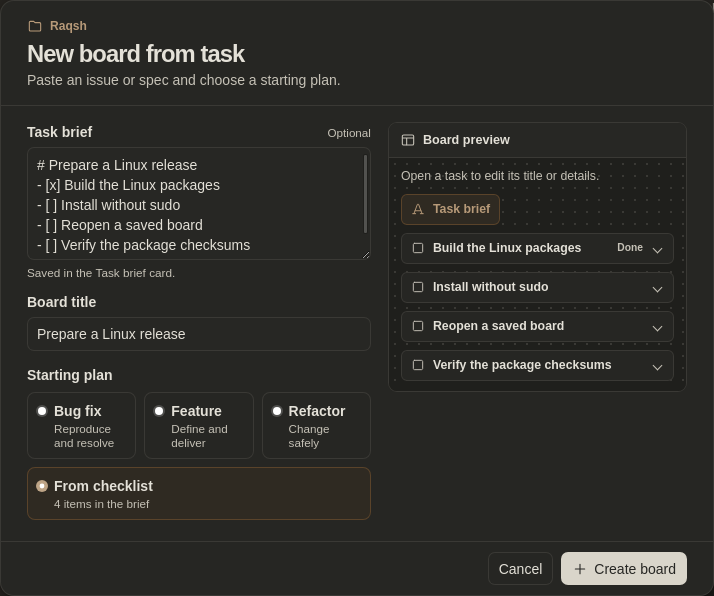 Raqsh
New board from task
Paste an issue or spec and choose a starting plan.
Task brief
Optional
# Prepare a Linux release
- [x] Build the Linux packages
- [ ] Install without sudo
- [ ] Reopen a saved board
- [ ] Verify the package checksums
Saved in the Task brief card.
Board title
Prepare a Linux release
Starting plan
Bug fix
Reproduce
and resolve
Feature
Define and
deliver
Refactor
Change
safely
From checklist
4 items in the brief
Board preview
Open a task to edit its title or details.
Task brief
Build the Linux packages Done
Install without sudo
Reopen a saved board
Verify the package checksums
Cancel
Create board